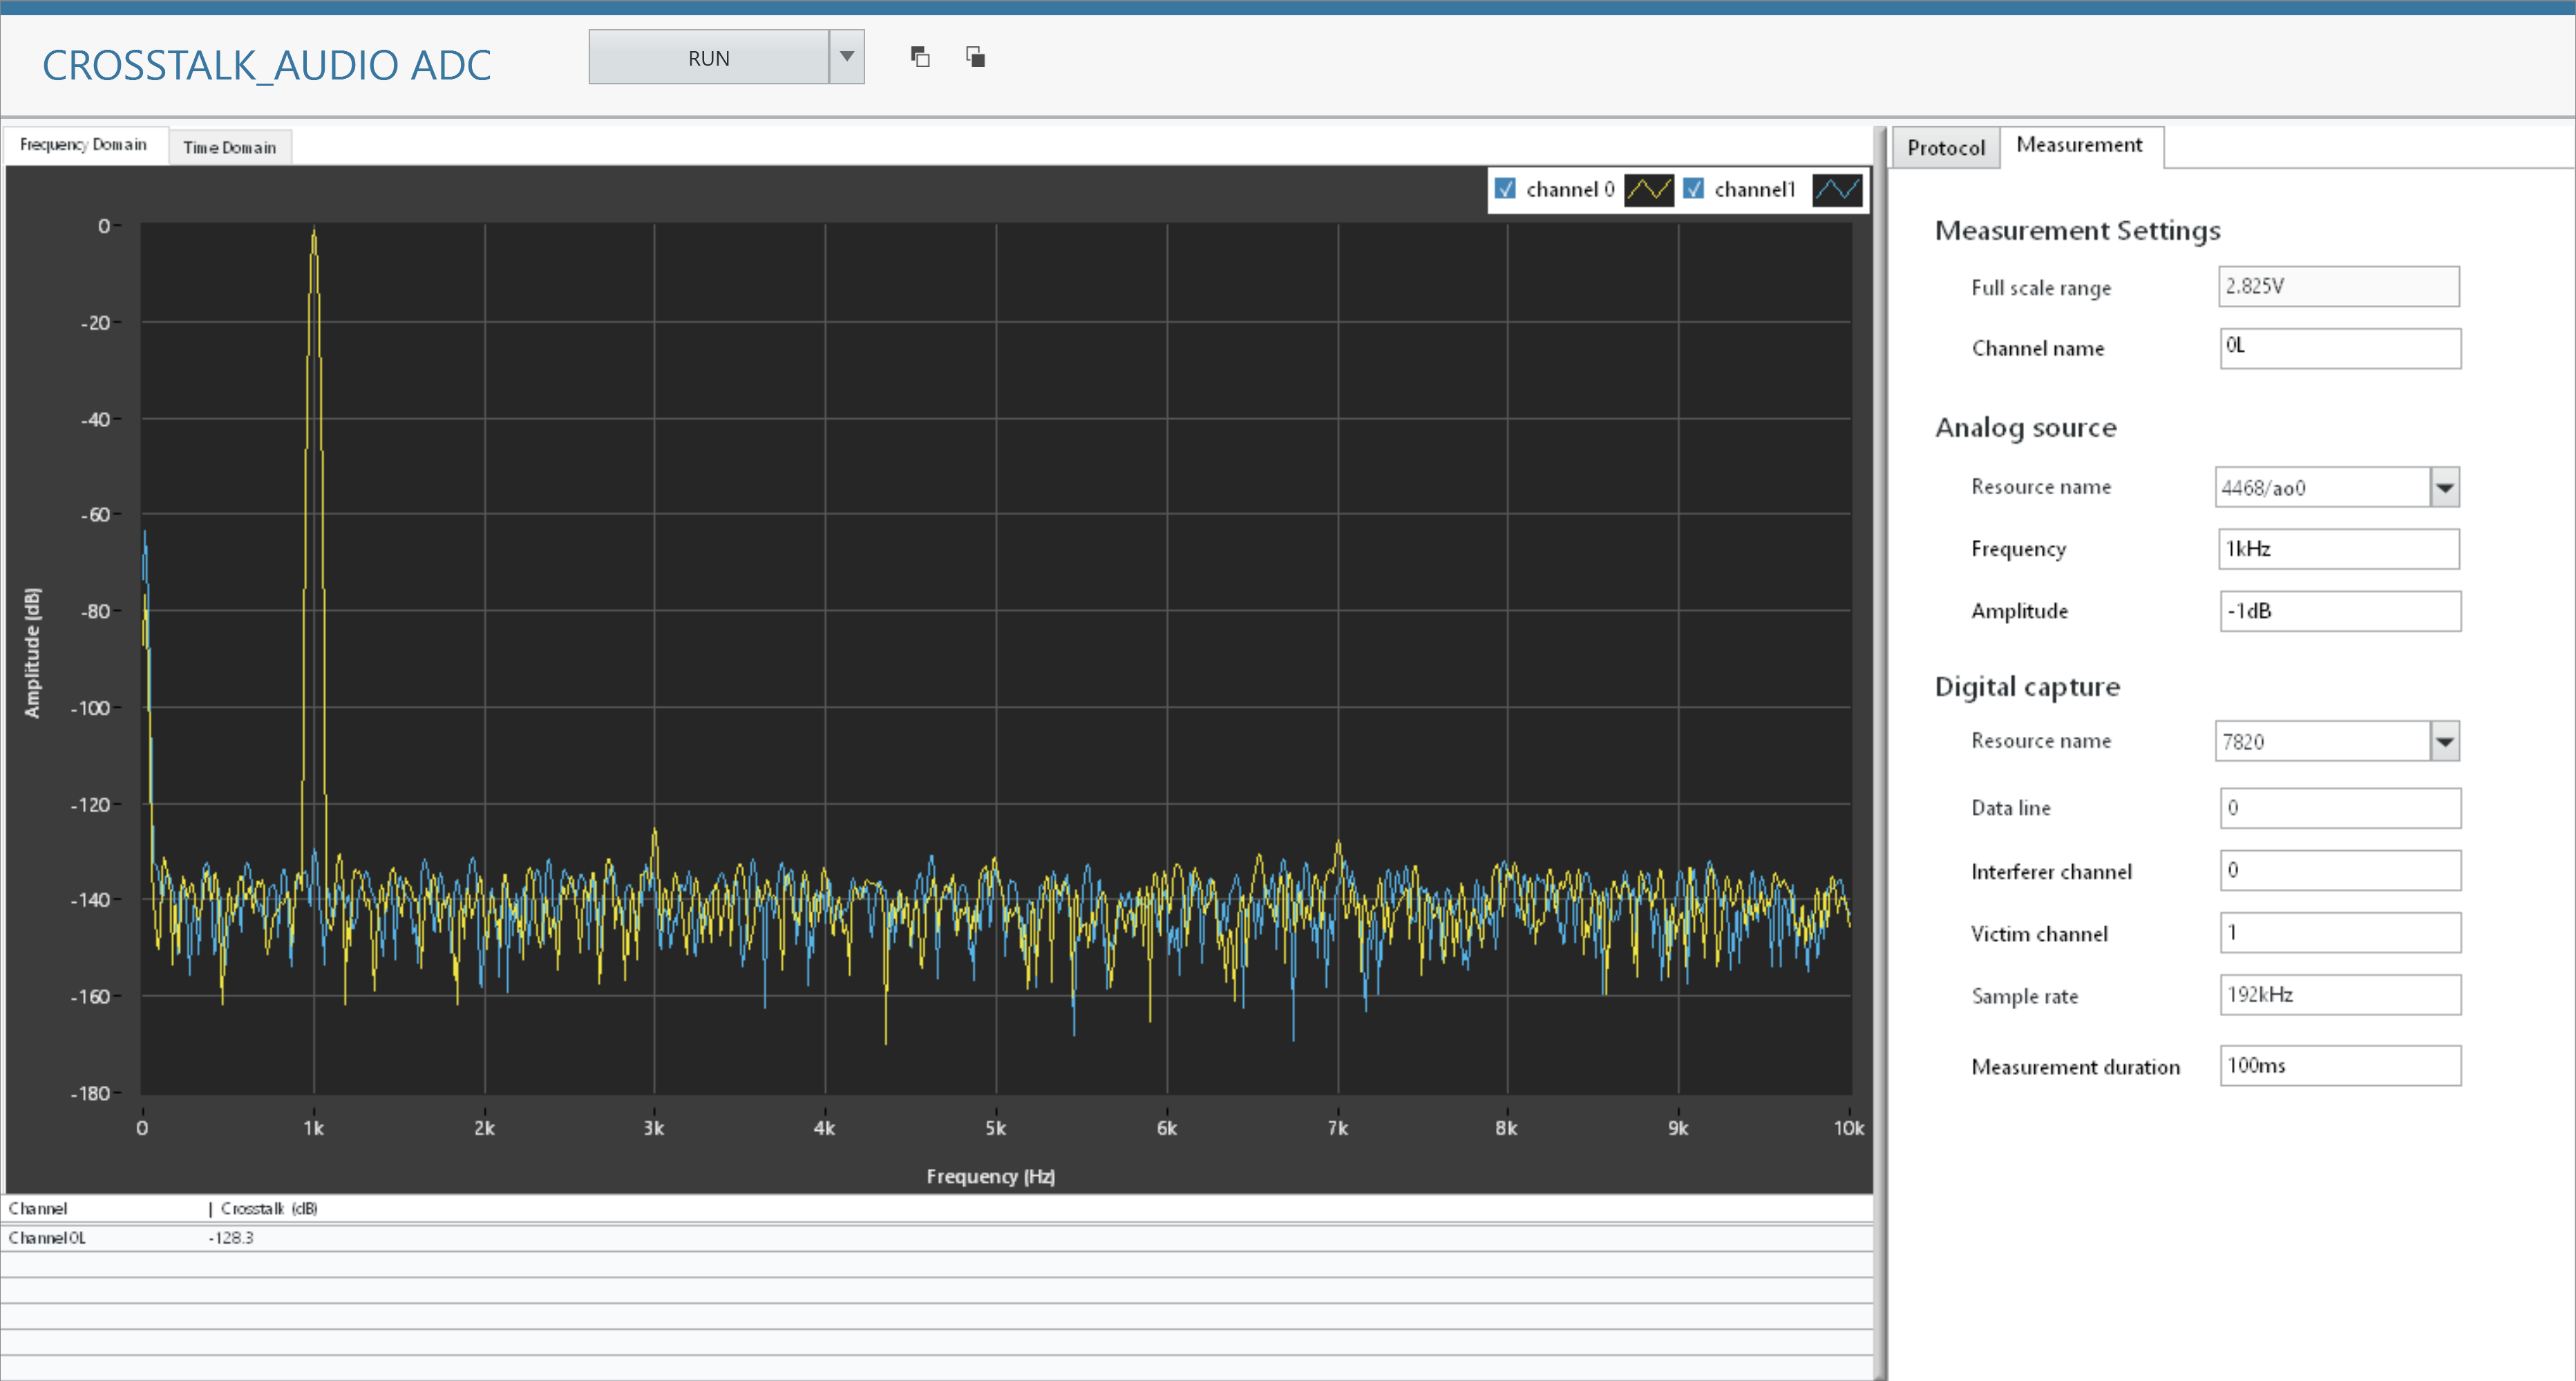 CROSSTALK_AUDIO ADC
RUN
Frequency Domain
Time Domain
channel 0
channel1
0
-20
-40
-60
-80
-100
-120
-140
-160
-180
Amplitude (dB)
0 1k 2k 3k 4k 5k 6k 7k 8k 9k 10k
Frequency (Hz)
Channel | Crosstalk (dB)
Channel0L -128.3
Protocol
Measurement
Measurement Settings
Full scale range 2.825V
Channel name 0L
Analog source
Resource name 4468/ao0
Frequency 1kHz
Amplitude -1dB
Digital capture
Resource name 7820
Data line 0
Interferer channel 0
Victim channel 1
Sample rate 192kHz
Measurement duration 100ms